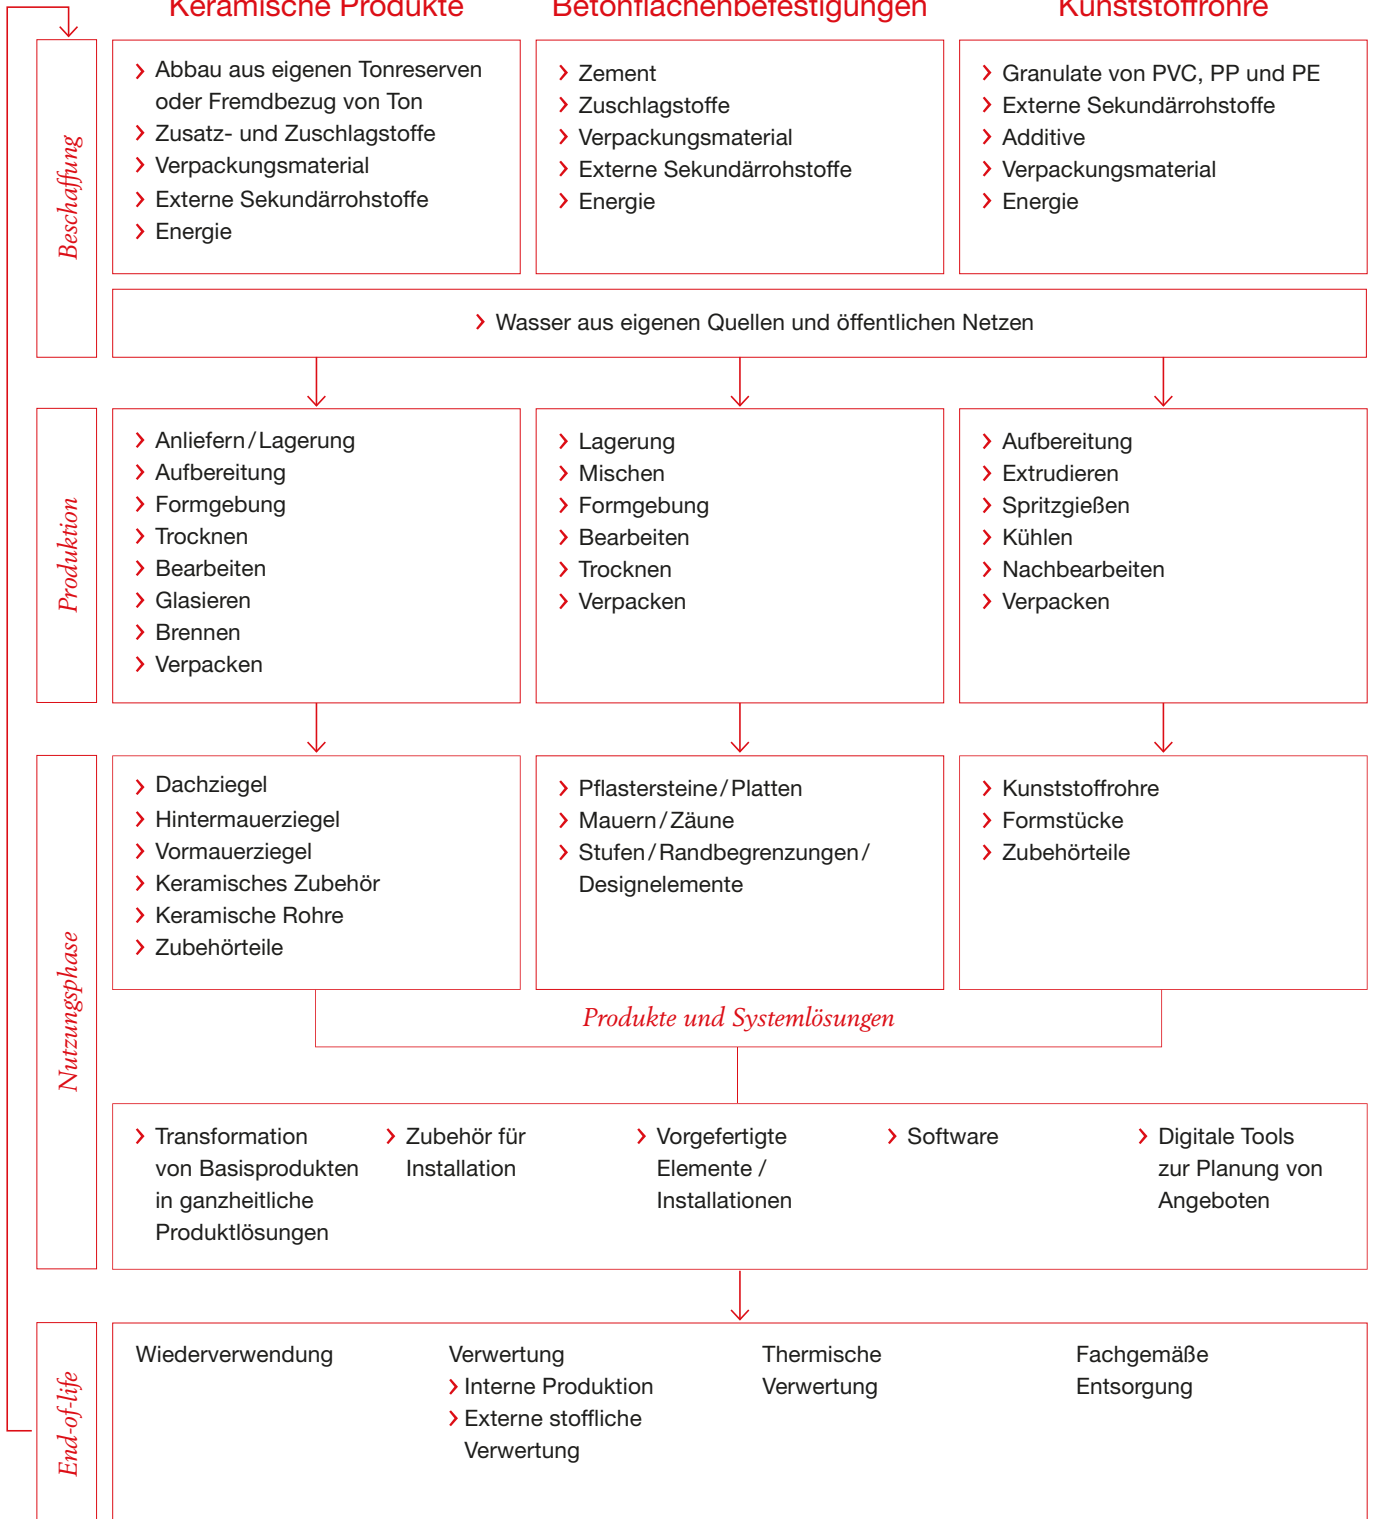 Keramische Produkte
Betonflächenbefestigungen
Kunststoffrohre
Beschaffung
> Abbau aus eigenen Tonreserven
oder Fremdbezug von Ton
> Zusatz- und Zuschlagstoffe
> Verpackungsmaterial
> Externe Sekundärrohstoffe
> Energie
> Zement
> Zuschlagstoffe
> Verpackungsmaterial
> Externe Sekundärrohstoffe
> Energie
> Granulate von PVC, PP und PE
> Externe Sekundärrohstoffe
> Additive
> Verpackungsmaterial
> Energie
> Wasser aus eigenen Quellen und öffentlichen Netzen
Produktion
> Anliefern/Lagerung
> Aufbereitung
> Formgebung
> Trocknen
> Bearbeiten
> Glasieren
> Brennen
> Verpacken
> Lagerung
> Mischen
> Formgebung
> Bearbeiten
> Trocknen
> Verpacken
> Aufbereitung
> Extrudieren
> Spritzgießen
> Kühlen
> Nachbearbeiten
> Verpacken
Nutzungsphase
> Dachziegel
> Hintermauerziegel
> Vormauerziegel
> Keramisches Zubehör
> Keramische Rohre
> Zubehörteile
> Pflastersteine/Platten
> Mauern/Zäune
> Stufen/Randbegrenzungen/
Designelemente
> Kunststoffrohre
> Formstücke
> Zubehörteile
Produkte und Systemlösungen
> Transformation
von Basisprodukten
in ganzheitliche
Produktlösungen
> Zubehör für
Installation
> Vorgefertigte
Elemente /
Installationen
> Software
> Digitale Tools
zur Planung von
Angeboten
End-of-life
Wiederverwendung
Verwertung
> Interne Produktion
> Externe stoffliche
Verwertung
Thermische
Verwertung
Fachgemäße
Entsorgung